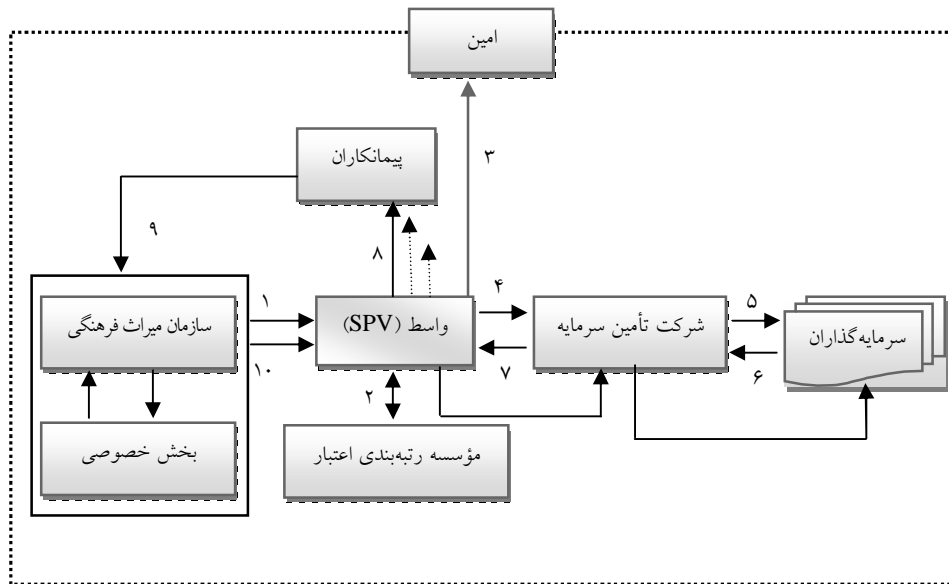 امین
پیمانکاران
۳
۹
۸
۱
۴
۵
سازمان میراث فرهنگی
واسط (SPV)
شرکت تأمین سرمایه
سرمایه‌گذاران
۱۰
۷
۶
۲
بخش خصوصی
مؤسسه رتبه‌بندی اعتبار